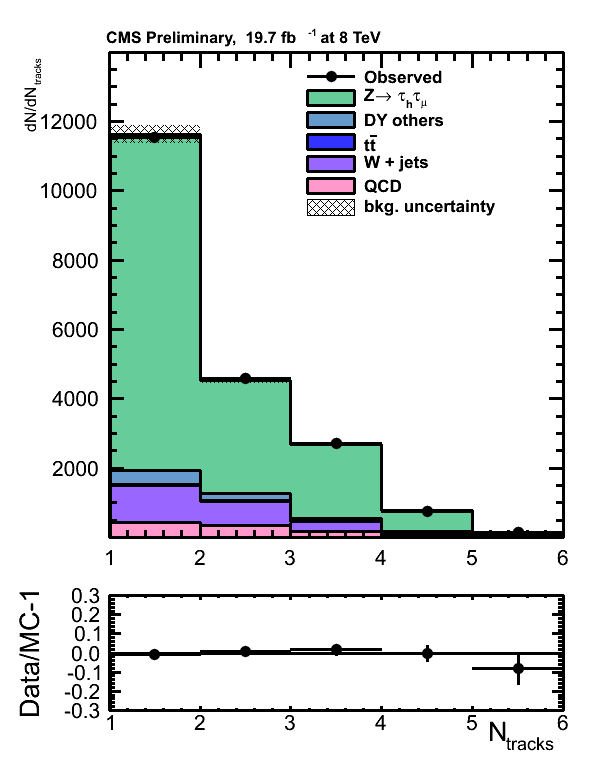 CMS Preliminary, 19.7 fb ⁻¹ at 8 TeV
dN/dN_tracks
12000
10000
8000
6000
4000
2000
Observed
Z→ τ_h τ_μ
DY others
tt̄
W + jets
QCD
bkg. uncertainty
1 2 3 4 5 6
Data/MC-1
0.3
0.2
0.1
0.0
-0.1
-0.2
-0.3
1 2 3 4 5 6
N_tracks